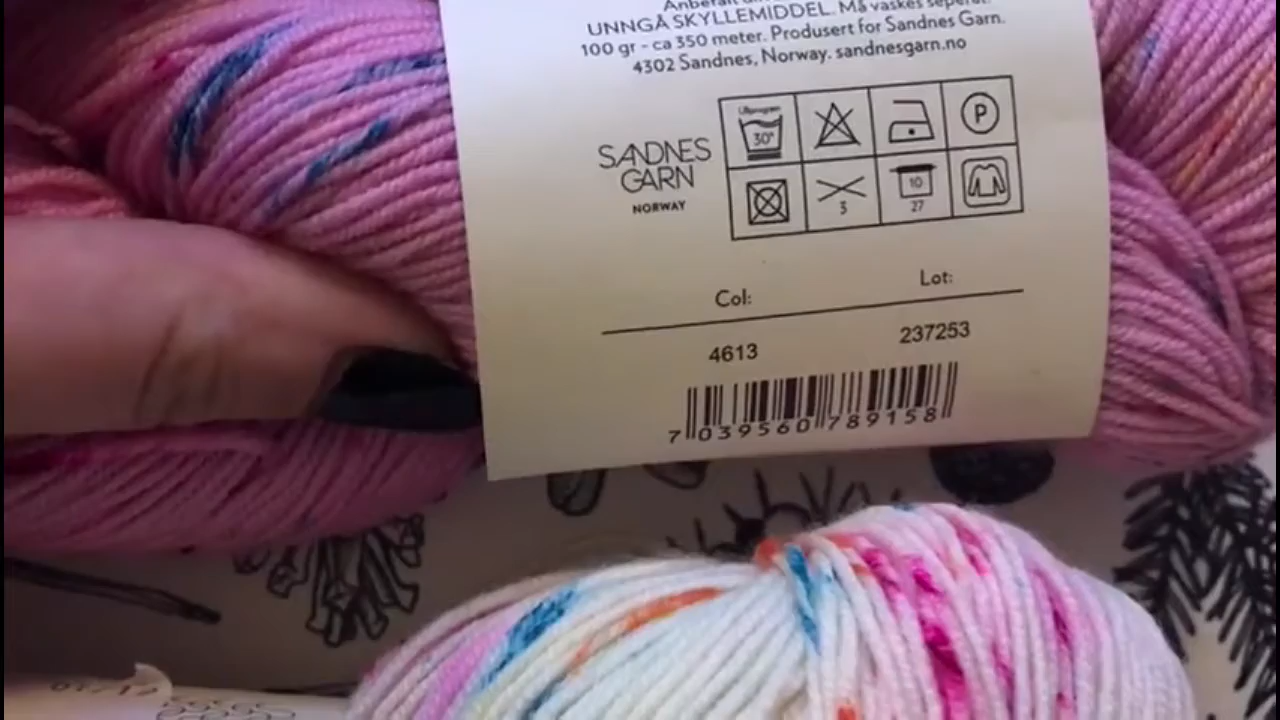 Anbefalt
UNNGÅ SKYLLEMIDDEL. Må vaskes separat.
100 gr - ca 350 meter. Produsert for Sandnes Garn.
4302 Sandnes, Norway. sandnesgarn.no
SANDNES
GARN
NORWAY
30°
P
3
10
27
Col: Lot:
4613 237253
7 039560 789158